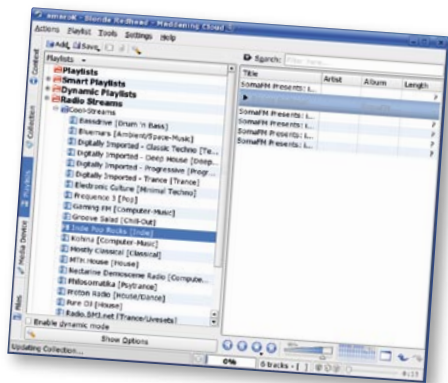 amaroK - Blonde Redhead - Maddening Cloud
Actions Playlist Tools Settings Help
Add Save
Playlists
Playlists
Smart Playlists
Dynamic Playlists
Radio Streams
Cool-Streams
Bassdrive [Drum 'n Bass]
Bluemars [Ambient/Space-Music]
Digitally Imported - Classic Techno [Te...
Digitally Imported - Deep House [Deep...
Digitally Imported - Progressive [Progr...
Digitally Imported - Trance [Trance]
Electronic Culture [Minimal Techno]
Frequence 3 [Pop]
Gaming FM [Computer-Music]
Groove Salad [Chill-Out]
Indie Pop Rocks [Indie]
Kohina [Computer-Music]
Mostly Classical [Classical]
MTH.House [House]
Nectarine Demoscene Radio [Compute...
Philosomatika [Psytrance]
Proton Radio [House/Dance]
Pure DJ [House]
Radio.BMJ.net [Trance/Livesets]
Enable dynamic mode
Show Options
Updating Collection...
Context
Collection
Playlists
Media Device
Files
Search: Filter here...
Title Artist Album Length
SomaFM Presents: I... ?
SomaFM Presents: I... ?
SomaFM Presents: I... ?
SomaFM Presents: I... ?
SomaFM Presents: I... ?
0% 6 tracks - [ ]